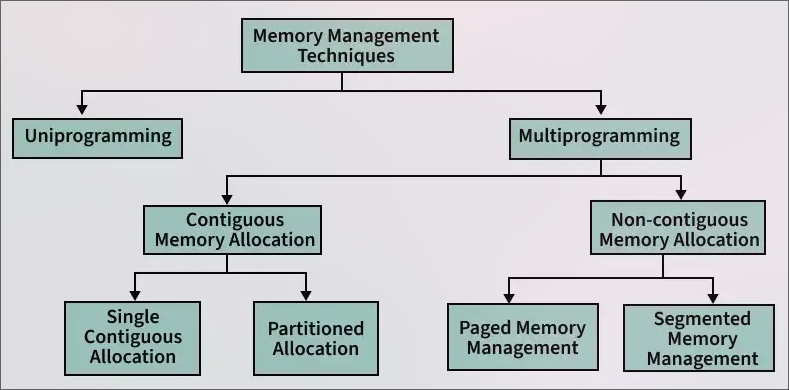 Memory Management
Techniques
Uniprogramming
Multiprogramming
Contiguous
Memory Allocation
Non-contiguous
Memory Allocation
Single
Contiguous
Allocation
Partitioned
Allocation
Paged Memory
Management
Segmented
Memory
Management